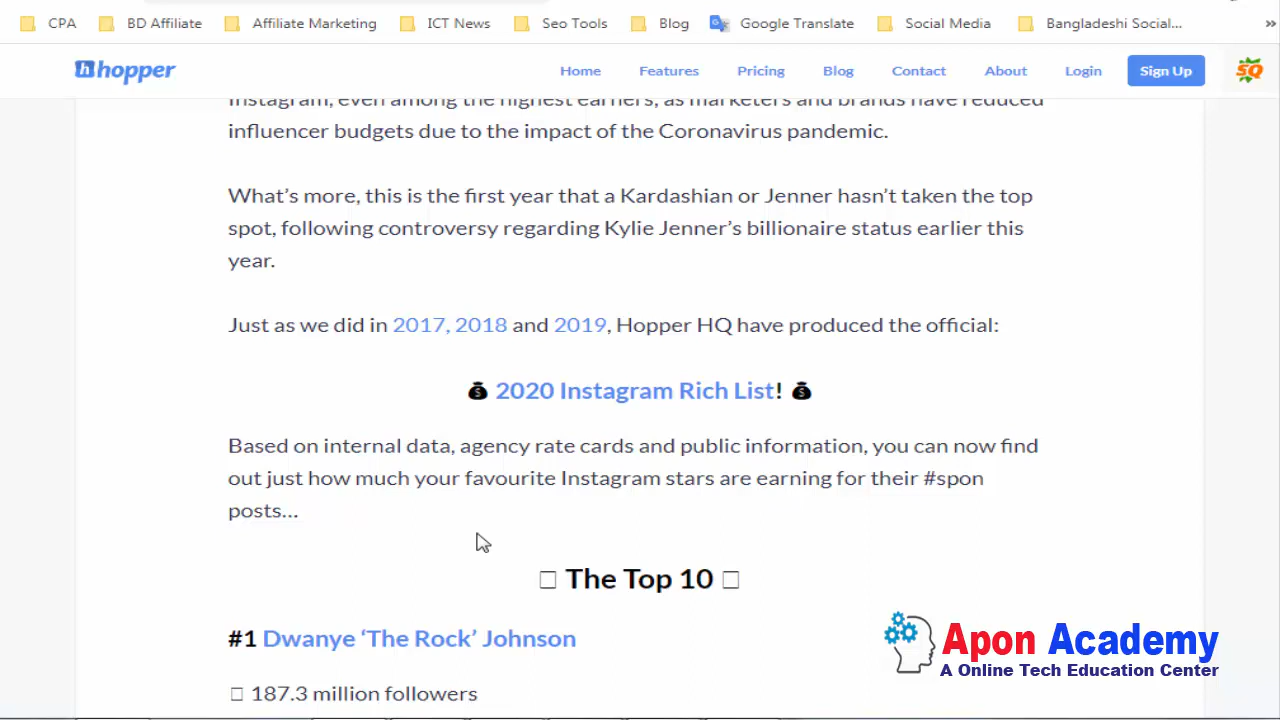 CPA BD Affiliate Affiliate Marketing ICT News Seo Tools Blog Google Translate Social Media Bangladeshi Social... »
hopper Home Features Pricing Blog Contact About Login Sign Up SQ
Instagram, even among the highest earners, as marketers and brands have reduced
influencer budgets due to the impact of the Coronavirus pandemic.
What's more, this is the first year that a Kardashian or Jenner hasn't taken the top
spot, following controversy regarding Kylie Jenner's billionaire status earlier this
year.
Just as we did in 2017, 2018 and 2019, Hopper HQ have produced the official:
💰 2020 Instagram Rich List! 💰
Based on internal data, agency rate cards and public information, you can now find
out just how much your favourite Instagram stars are earning for their #spon
posts…
□ The Top 10 □
#1 Dwanye ‘The Rock’ Johnson
□ 187.3 million followers
Apon Academy
A Online Tech Education Center